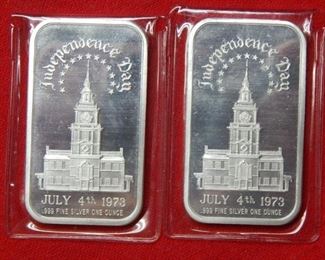 Independence Day
JULY 4th 1973
.999 FINE SILVER ONE OUNCE
Independence Day
JULY 4th 1973
.999 FINE SILVER ONE OUNCE